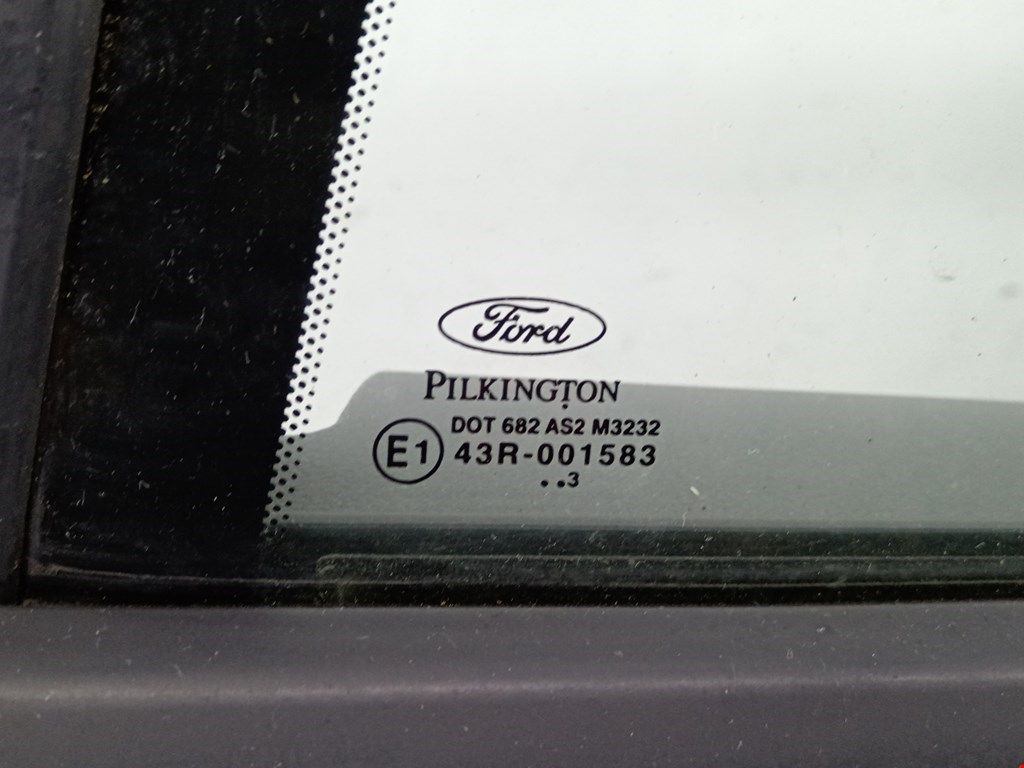 Ford
PILKINGTON
DOT 682 AS2 M3232
E1 43R-001583
. ..3